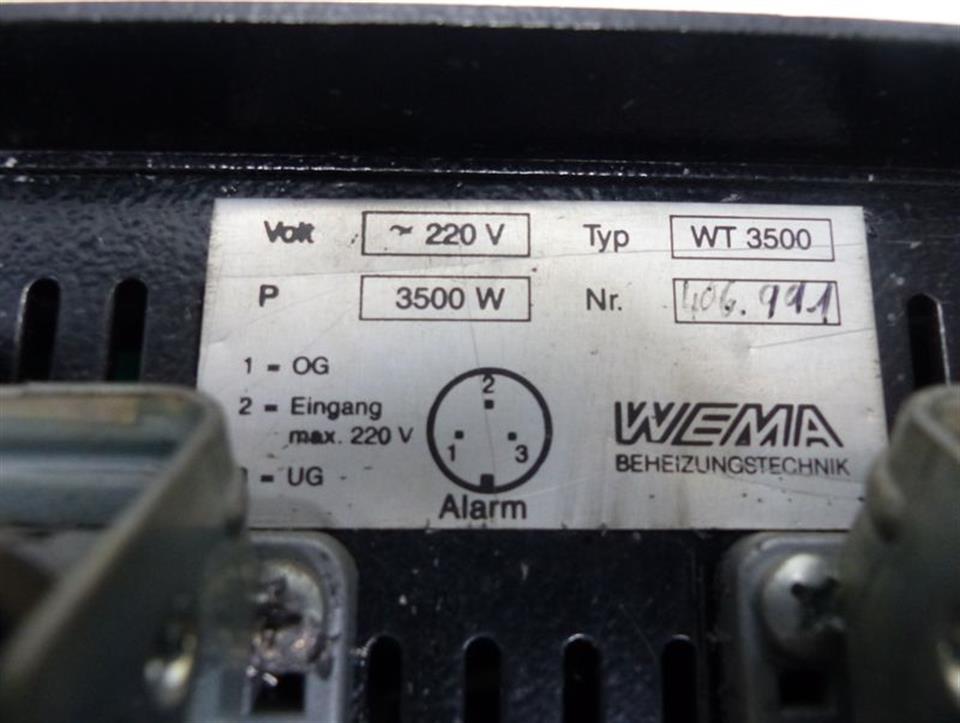 Volt ~ 220 V Typ WT 3500
P 3500 W Nr. 406.991
1 = OG
2 = Eingang
max. 220 V
= UG
2
1 3
Alarm
WEMA
BEHEIZUNGSTECHNIK